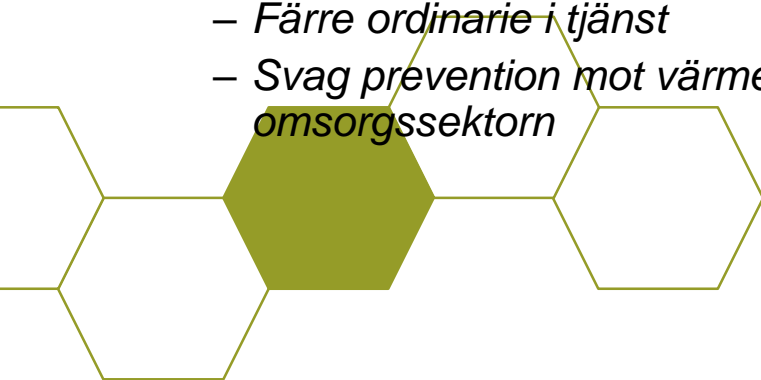 – Färre ordinarie i tjänst
– Svag prevention mot värme
omsorgssektorn